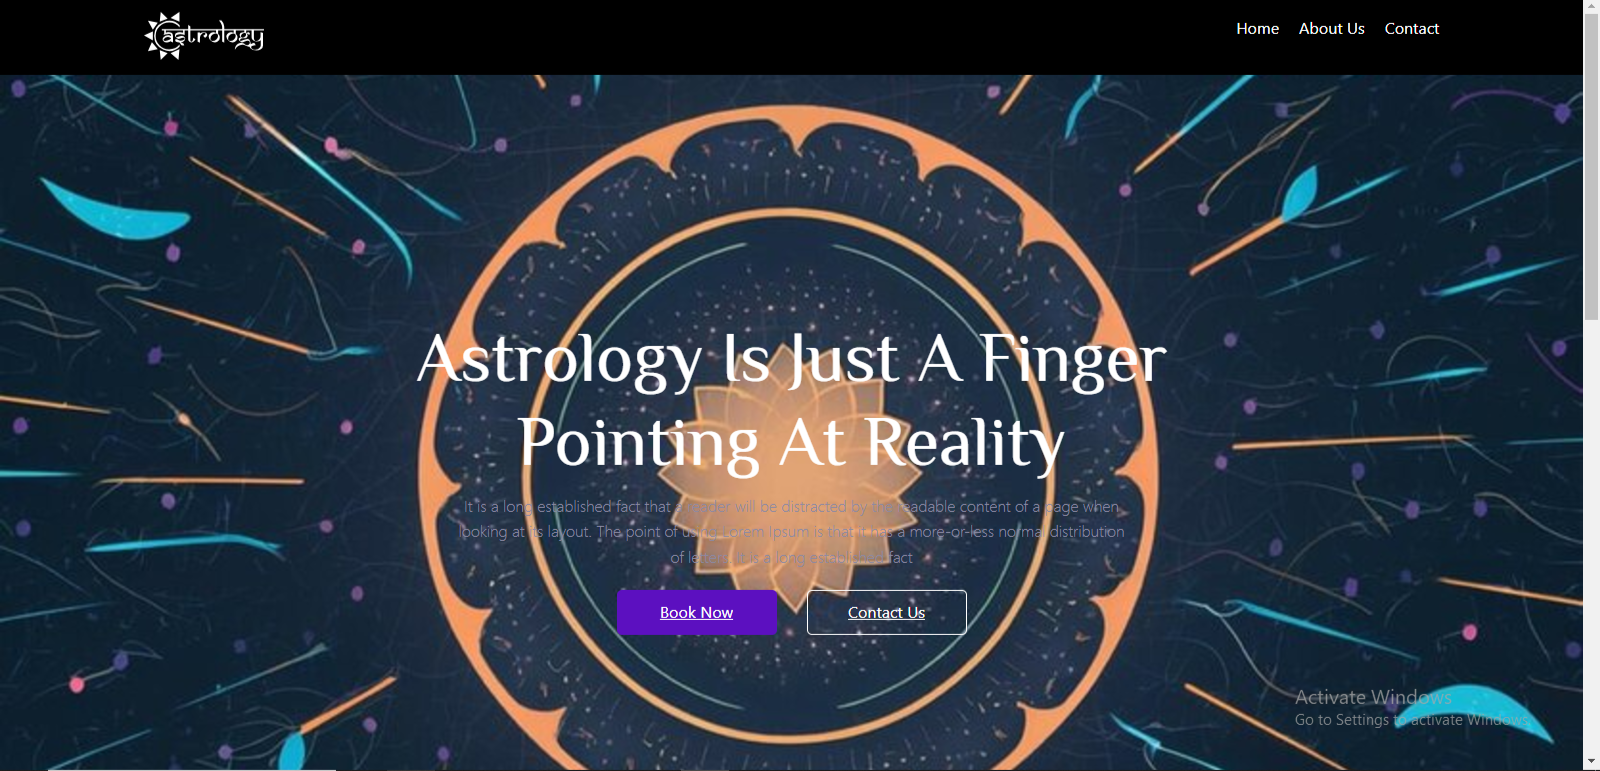 astrology
Home About Us Contact
Astrology Is Just A Finger
Pointing At Reality
It is a long established fact that a reader will be distracted by the readable content of a page when
looking at its layout. The point of using Lorem Ipsum is that it has a more-or-less normal distribution
of letters. It is a long established fact
Book Now Contact Us
Activate Windows
Go to Settings to activate Windows.